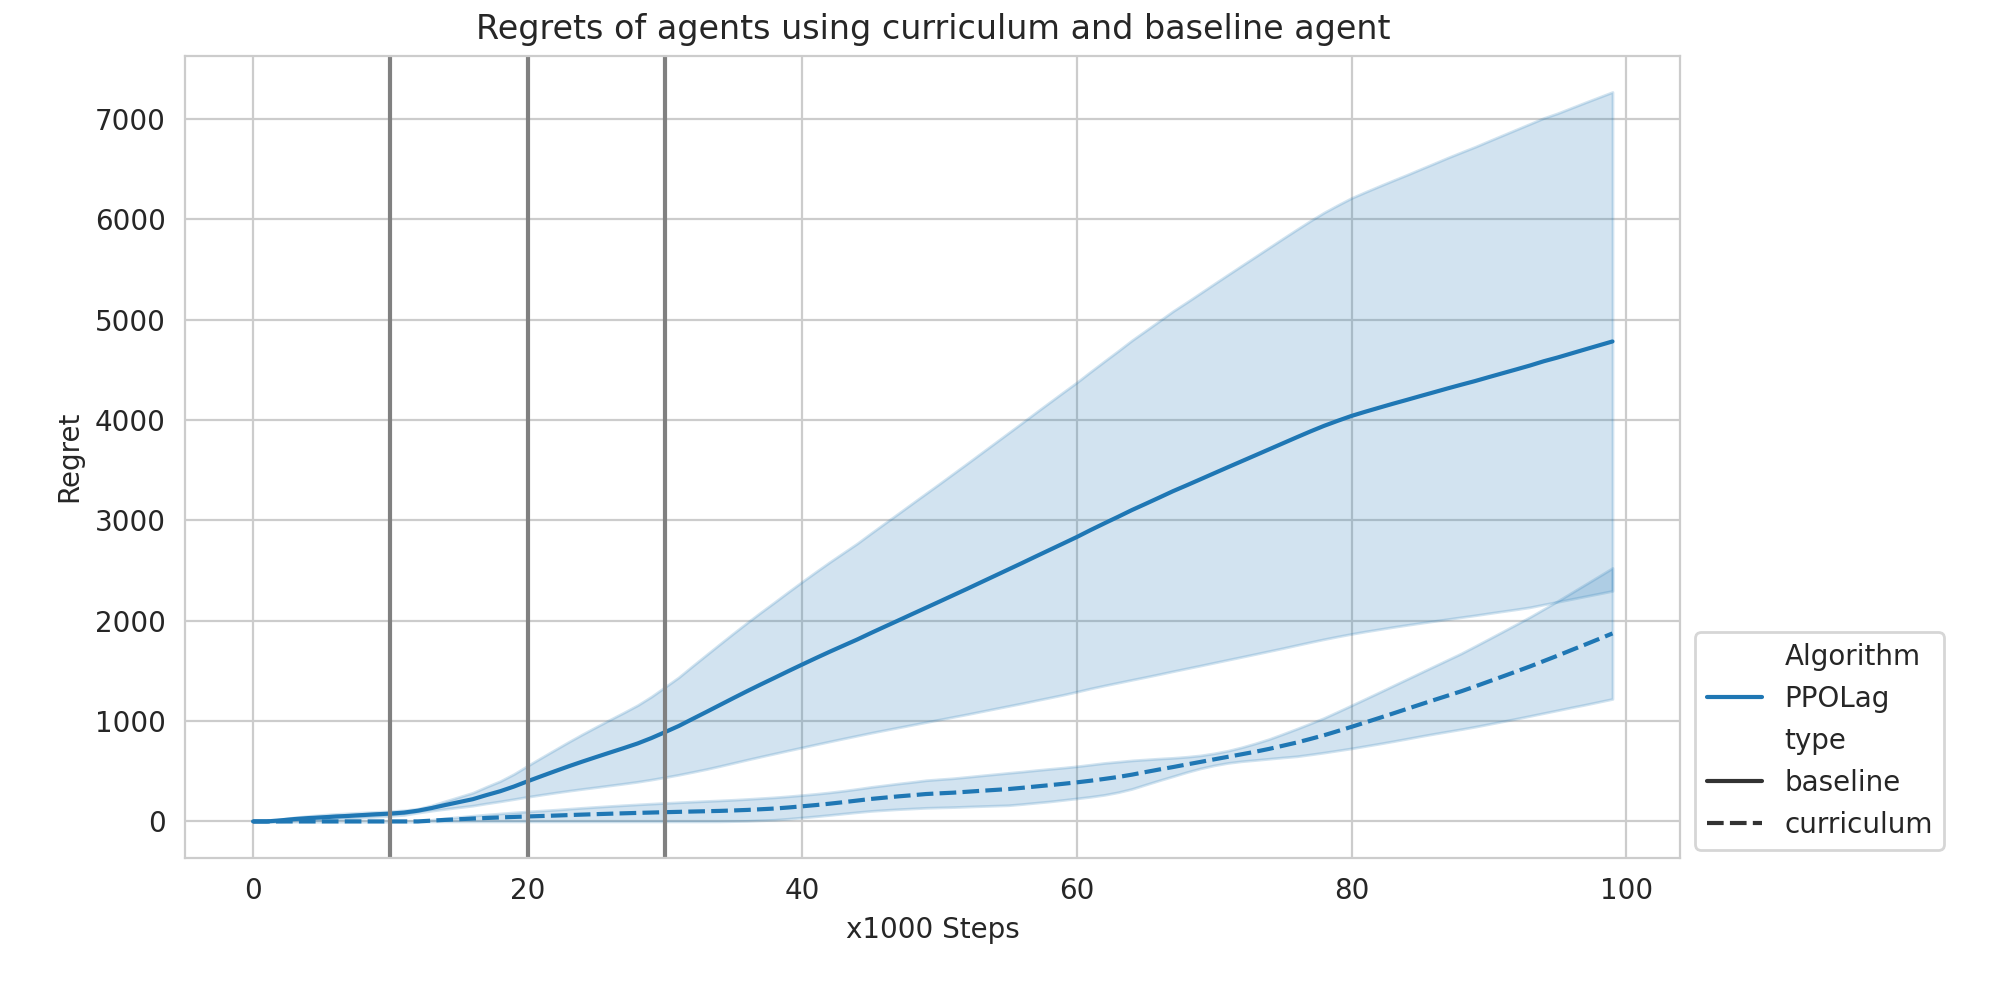 Regrets of agents using curriculum and baseline agent
7000
6000
5000
4000
3000
2000
1000
0
Regret
0 20 40 60 80 100
x1000 Steps
Algorithm
PPOLag
type
baseline
curriculum